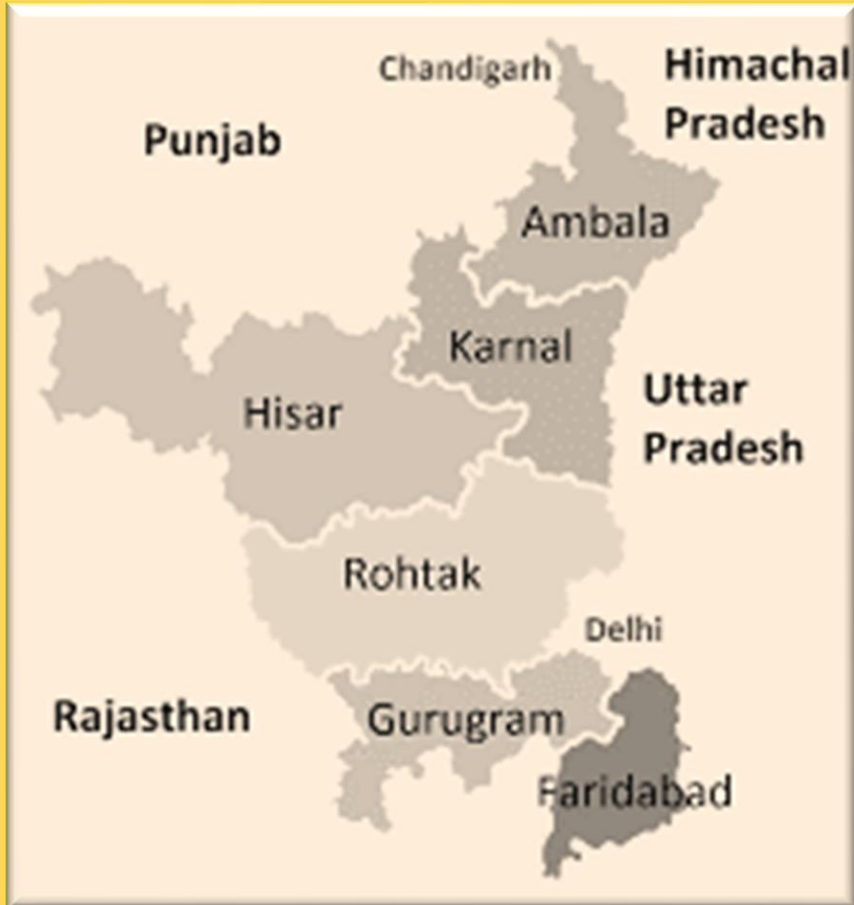 Chandigarh
Himachal
Pradesh
Punjab
Ambala
Karnal
Uttar
Pradesh
Hisar
Rohtak
Delhi
Rajasthan
Gurugram
Faridabad